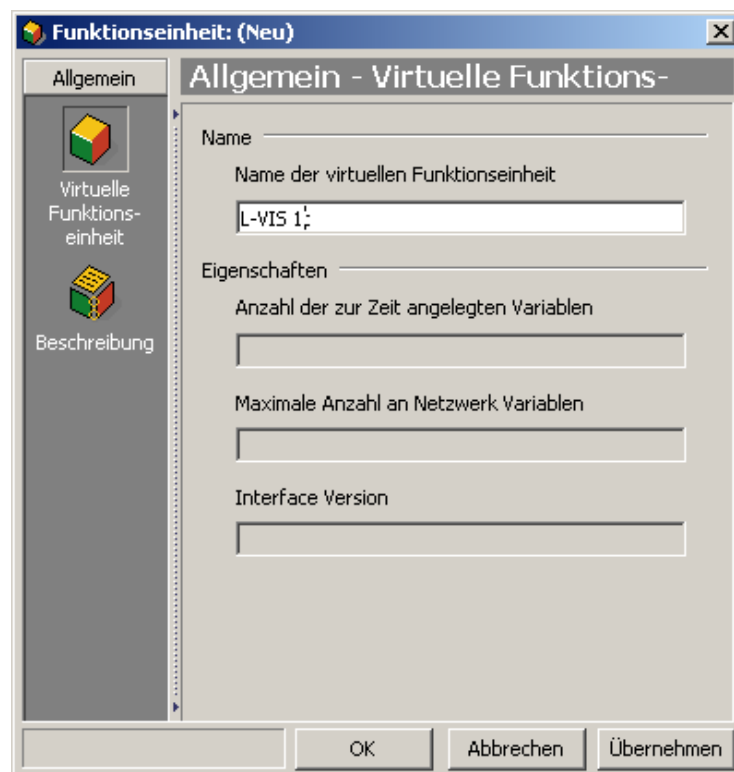 Funktionseinheit: (Neu)
Allgemein
Allgemein - Virtuelle Funktions-
Virtuelle
Funktions-
einheit
Beschreibung
Name
Name der virtuellen Funktionseinheit
L-VIS 1
Eigenschaften
Anzahl der zur Zeit angelegten Variablen
Maximale Anzahl an Netzwerk Variablen
Interface Version
OK
Abbrechen
Übernehmen